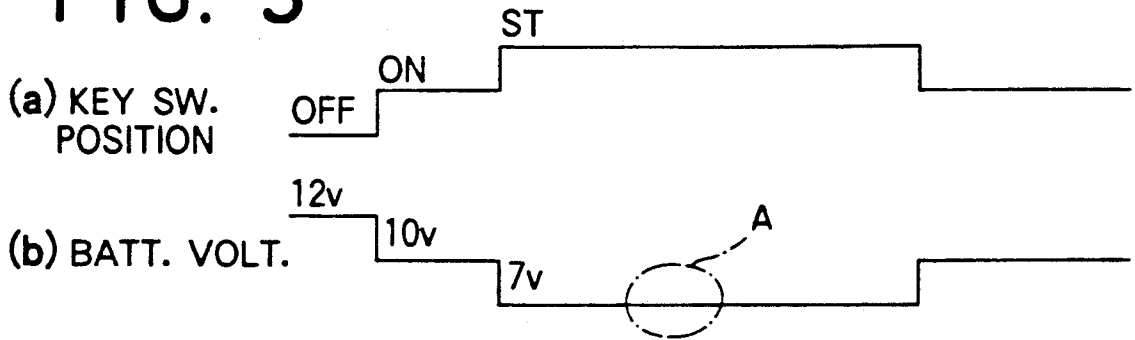 ST
ON
(a) KEY SW. OFF
POSITION
12v
(b) BATT. VOLT. 10v A
7v